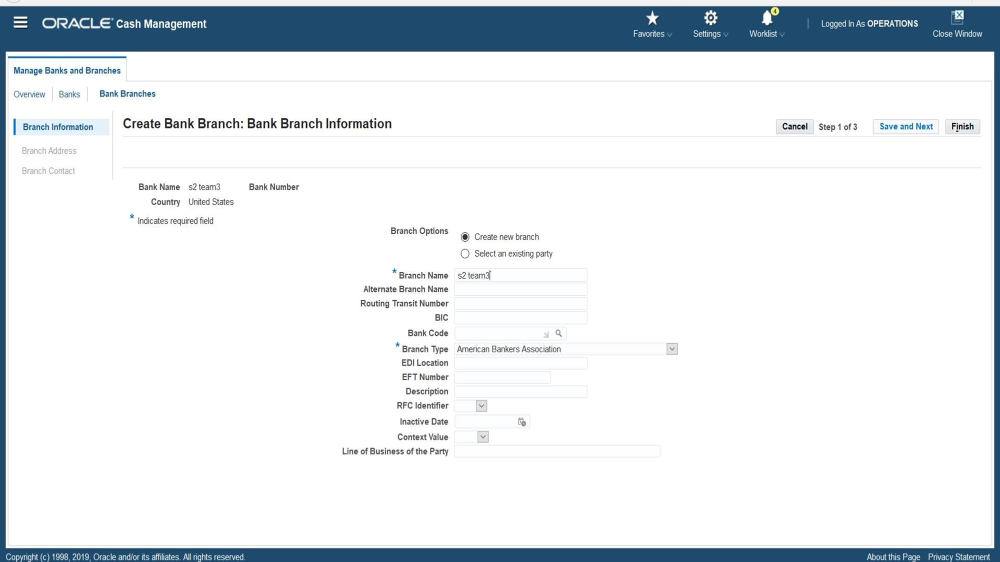 ORACLE® Cash Management
Favorites
Settings
Worklist
4
Logged In As OPERATIONS
Close Window
Manage Banks and Branches
Overview
Banks
Bank Branches
Branch Information
Branch Address
Branch Contact
Create Bank Branch: Bank Branch Information
Cancel
Step 1 of 3
Save and Next
Finish
Bank Name s2 team3
Bank Number
Country United States
* Indicates required field
Branch Options
Create new branch
Select an existing party
* Branch Name s2 team3
Alternate Branch Name
Routing Transit Number
BIC
Bank Code
* Branch Type American Bankers Association
EDI Location
EFT Number
Description
RFC Identifier
Inactive Date
Context Value
Line of Business of the Party
Copyright (c) 1998, 2019, Oracle and/or its affiliates. All rights reserved.
About this Page
Privacy Statement